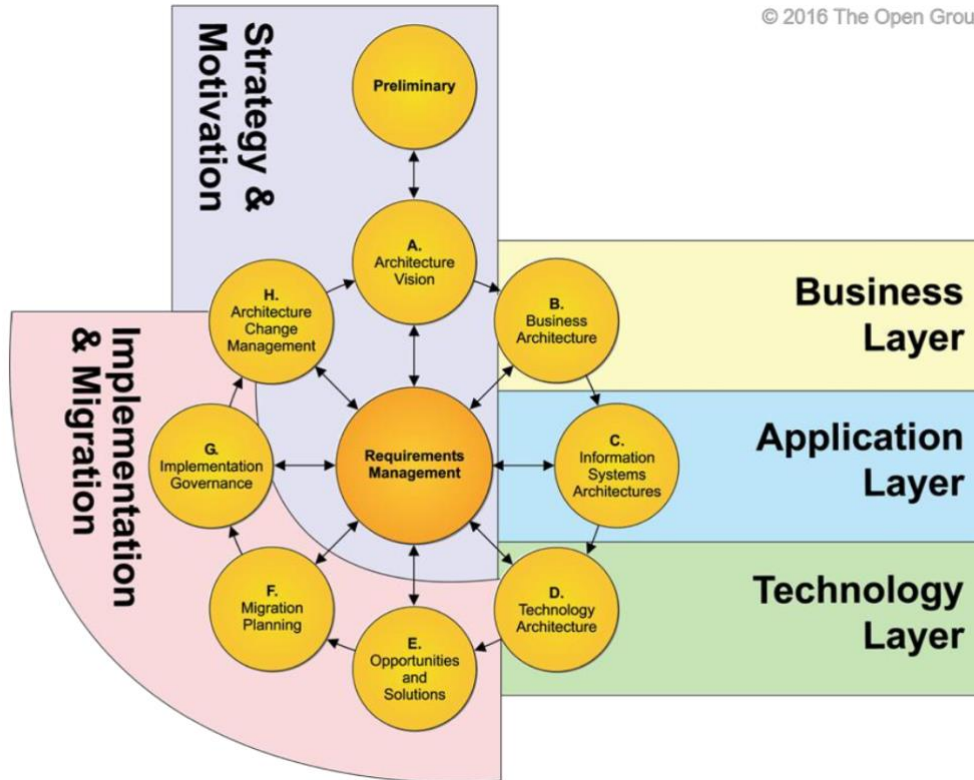 © 2016 The Open Grou
Strategy &
Motivation
Preliminary
A.
Architecture
Vision
H.
Architecture
Change
Management
B.
Business
Architecture
Business
Layer
Implementation
& Migration
G.
Implementation
Governance
Requirements
Management
C.
Information
Systems
Architectures
Application
Layer
F.
Migration
Planning
E.
Opportunities
and
Solutions
D.
Technology
Architecture
Technology
Layer